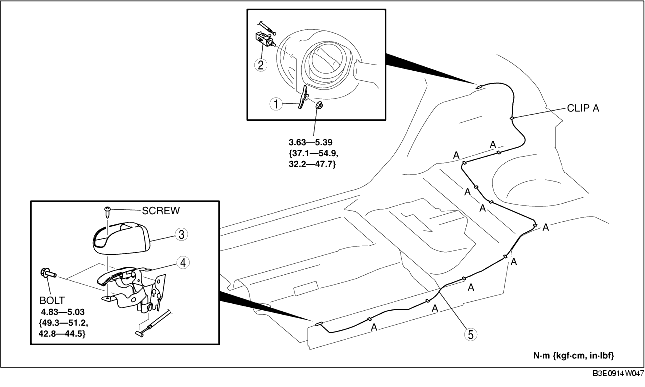 2
1
3.63—5.39
{37.1—54.9,
32.2—47.7}
CLIP A
A
A
A
A
A
A
A
A
A
SCREW
3
4
BOLT
4.83—5.03
{49.3—51.2,
42.8—44.5}
5
N·m {kgf·cm, in·lbf}
B3E0914W047